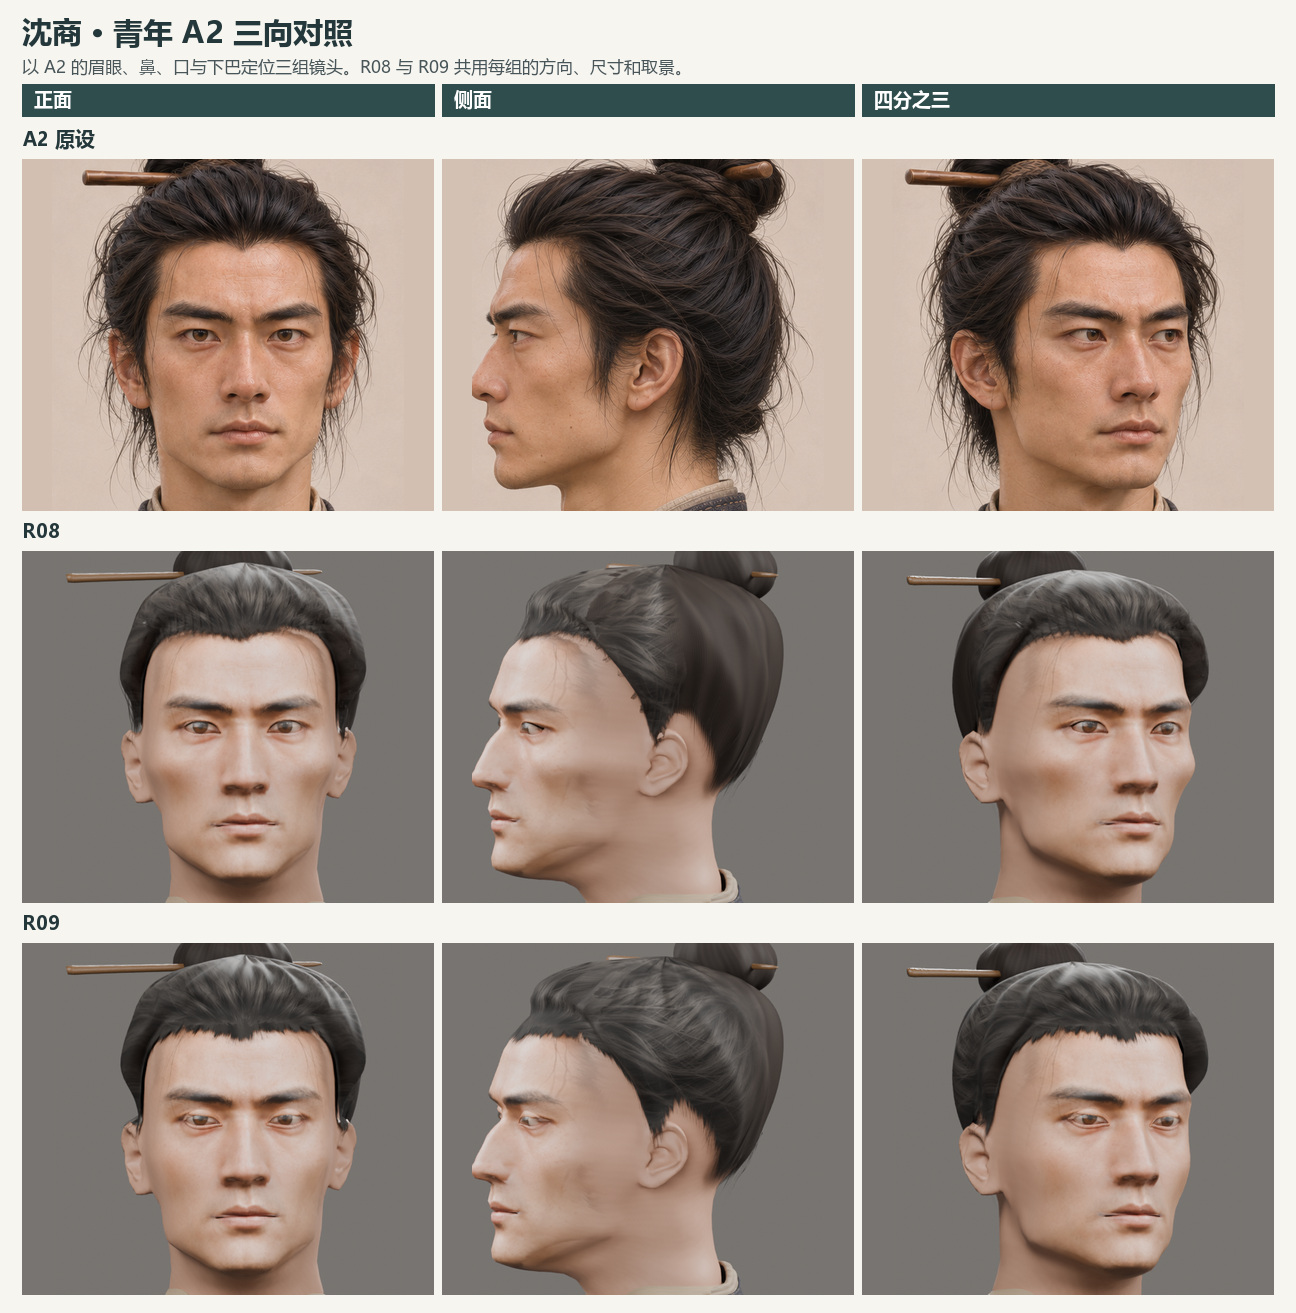 沈商 • 青年 A2 三向对照
以 A2 的眉眼、鼻、口与下巴定位三组镜头。R08 与 R09 共用每组的方向、尺寸和取景。
正面
侧面
四分之三
A2 原设
R08
R09